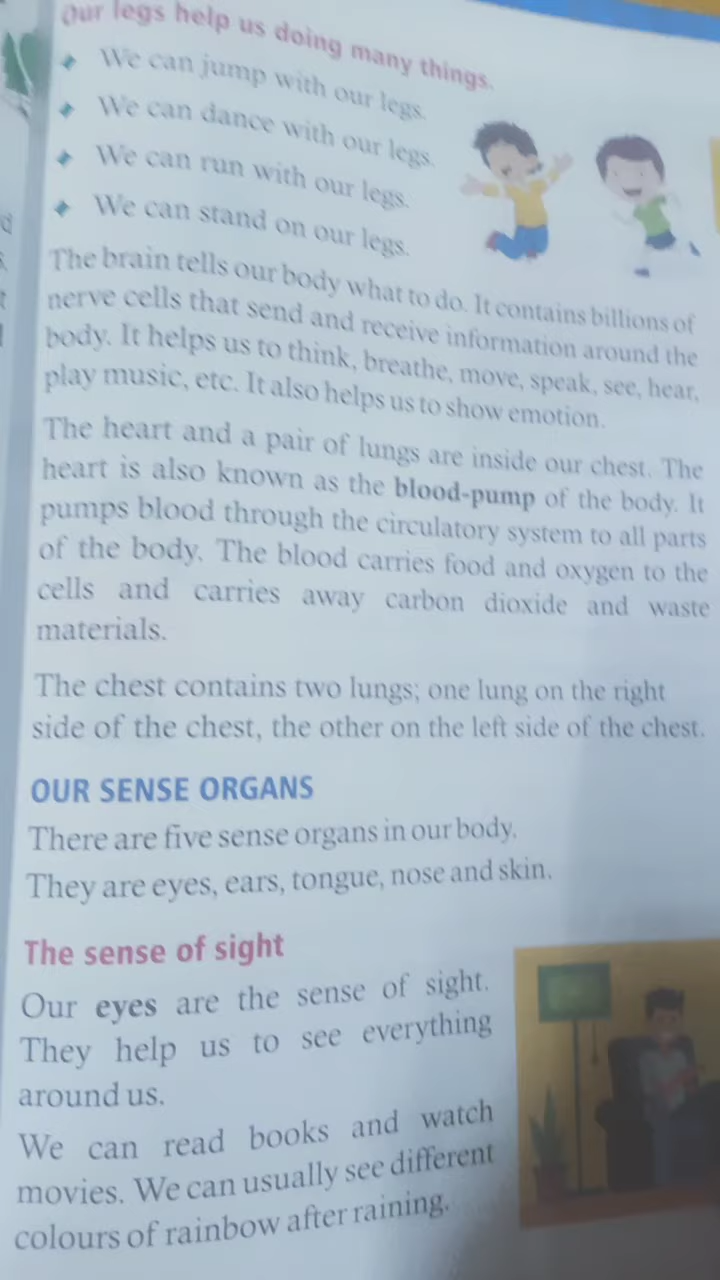 our legs help us doing many things.
We can jump with our legs.
We can dance with our legs.
We can run with our legs.
We can stand on our legs.
The brain tells our body what to do. It contains billions of
nerve cells that send and receive information around the
body. It helps us to think, breathe, move, speak, see, hear,
play music, etc. It also helps us to show emotion.
The heart and a pair of lungs are inside our chest. The
heart is also known as the blood-pump of the body. It
pumps blood through the circulatory system to all parts
of the body. The blood carries food and oxygen to the
cells and carries away carbon dioxide and waste
materials.
The chest contains two lungs; one lung on the right
side of the chest, the other on the left side of the chest.
OUR SENSE ORGANS
There are five sense organs in our body.
They are eyes, ears, tongue, nose and skin.
The sense of sight
Our eyes are the sense of sight.
They help us to see everything
around us.
We can read books and watch
movies. We can usually see different
colours of rainbow after raining.